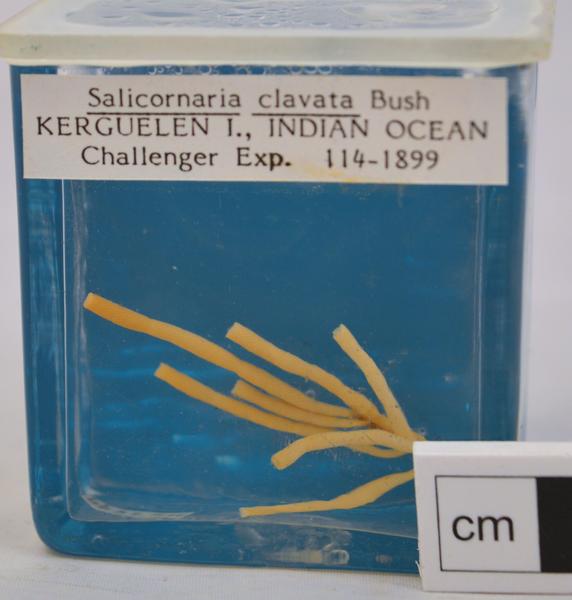 Salicornaria clavata Bush
KERGUELEN I., INDIAN OCEAN
Challenger Exp. 114-1899
cm